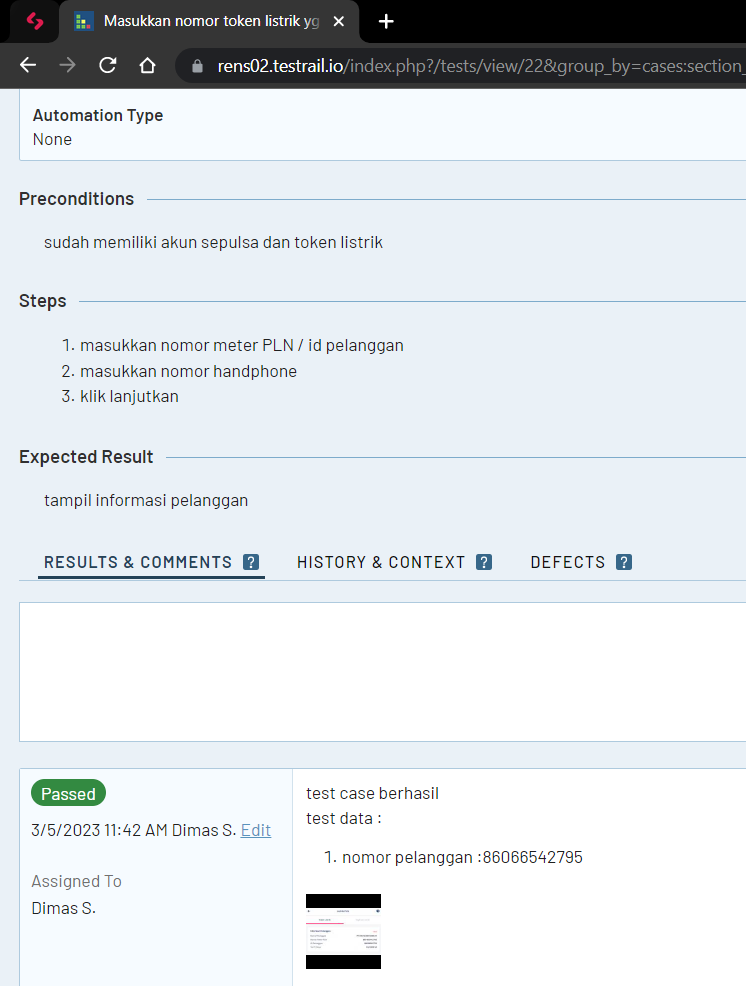 Masukkan nomor token listrik yg
rens02.testrail.io/index.php?/tests/view/22&group_by=cases:section_
Automation Type
None
Preconditions
sudah memiliki akun sepulsa dan token listrik
Steps
1. masukkan nomor meter PLN / id pelanggan
2. masukkan nomor handphone
3. klik lanjutkan
Expected Result
tampil informasi pelanggan
RESULTS & COMMENTS ? HISTORY & CONTEXT ? DEFECTS ?
Passed
3/5/2023 11:42 AM Dimas S. Edit
Assigned To
Dimas S.
test case berhasil
test data :
1. nomor pelanggan :86066542795